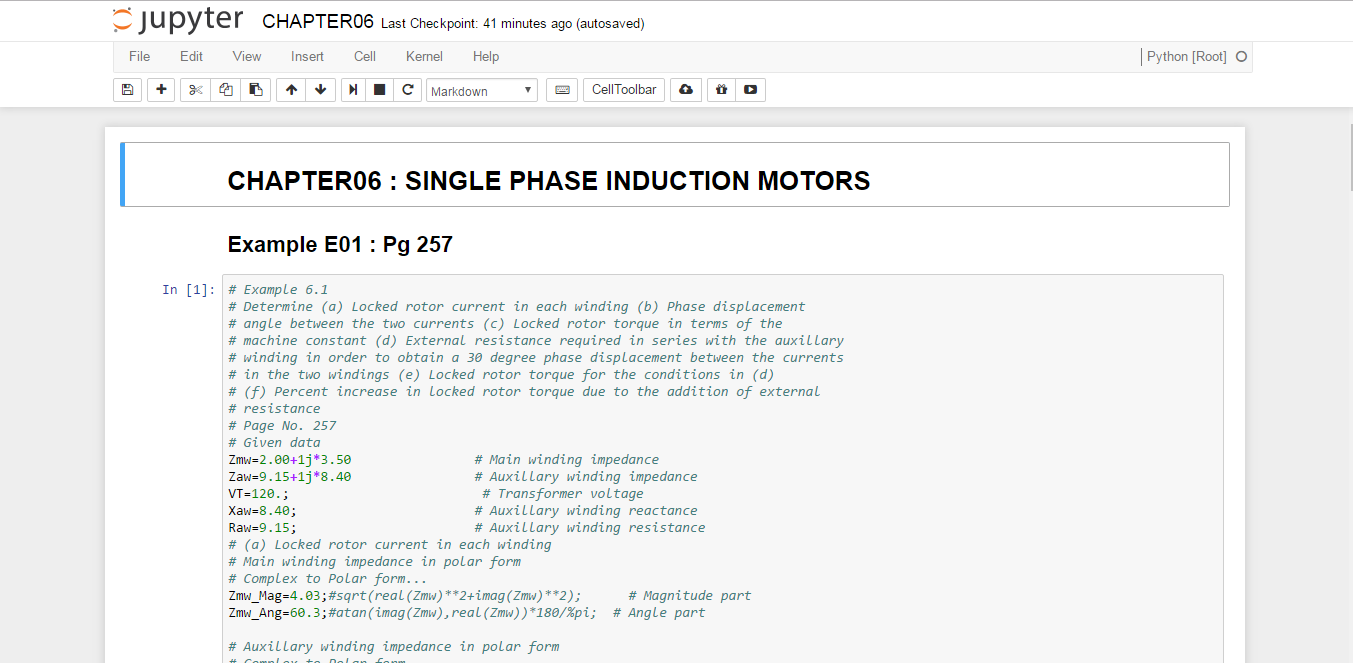 jupyter CHAPTER06 Last Checkpoint: 41 minutes ago (autosaved)
File Edit View Insert Cell Kernel Help Python [Root]
Markdown CellToolbar
CHAPTER06 : SINGLE PHASE INDUCTION MOTORS
Example E01 : Pg 257
In [1]: # Example 6.1
# Determine (a) Locked rotor current in each winding (b) Phase displacement
# angle between the two currents (c) Locked rotor torque in terms of the
# machine constant (d) External resistance required in series with the auxillary
# winding in order to obtain a 30 degree phase displacement between the currents
# in the two windings (e) Locked rotor torque for the conditions in (d)
# (f) Percent increase in locked rotor torque due to the addition of external
# resistance
# Page No. 257
# Given data
Zmw=2.00+1j*3.50 # Main winding impedance
Zaw=9.15+1j*8.40 # Auxillary winding impedance
VT=120.; # Transformer voltage
Xaw=8.40; # Auxillary winding reactance
Raw=9.15; # Auxillary winding resistance
# (a) Locked rotor current in each winding
# Main winding impedance in polar form
# Complex to Polar form...
Zmw_Mag=4.03;#sqrt(real(Zmw)**2+imag(Zmw)**2); # Magnitude part
Zmw_Ang=60.3;#atan(imag(Zmw),real(Zmw))*180/%pi; # Angle part
# Auxillary winding impedance in polar form
# Complex to Polar form